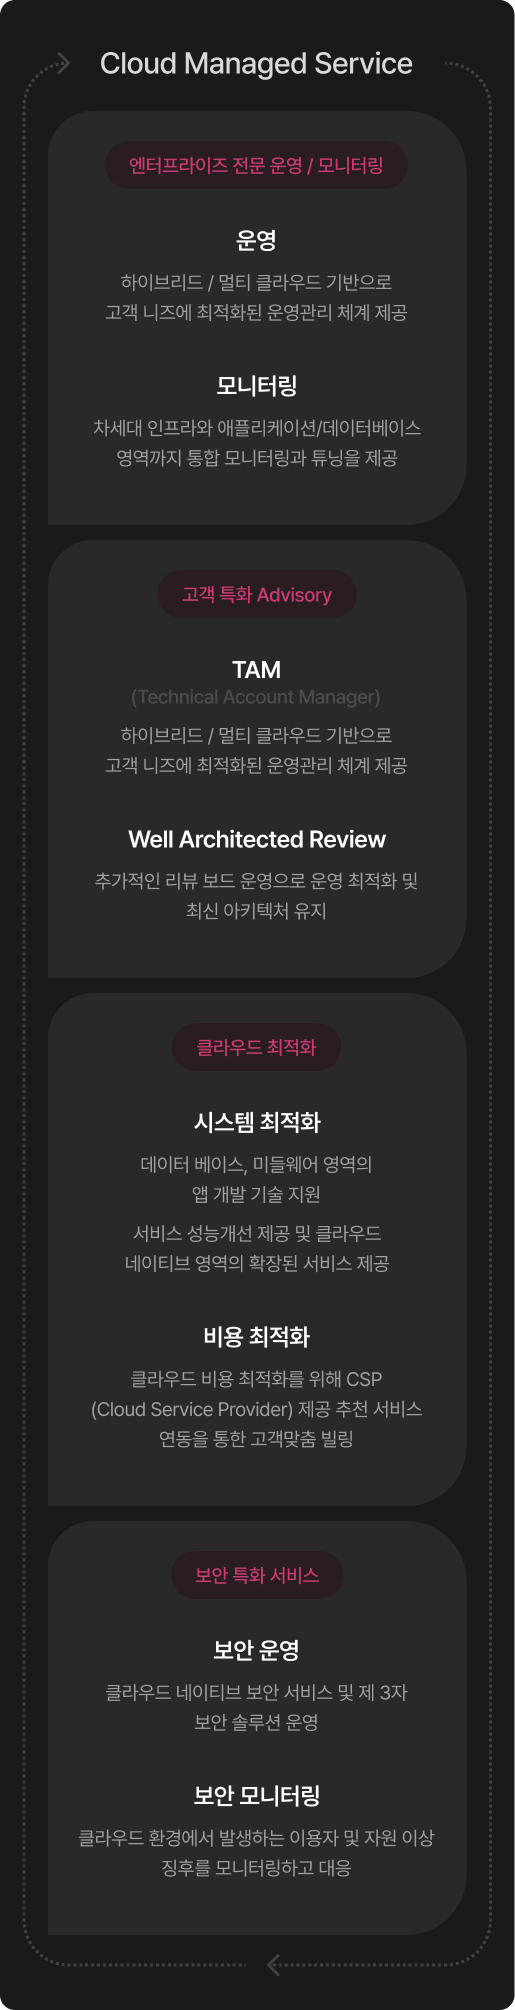 Cloud Managed Service
엔터프라이즈 전문 운영 / 모니터링
운영
하이브리드 / 멀티 클라우드 기반으로
고객 니즈에 최적화된 운영관리 체계 제공
모니터링
차세대 인프라와 애플리케이션/데이터베이스
영역까지 통합 모니터링과 튜닝을 제공
고객 특화 Advisory
TAM
(Technical Account Manager)
하이브리드 / 멀티 클라우드 기반으로
고객 니즈에 최적화된 운영관리 체계 제공
Well Architected Review
추가적인 리뷰 보드 운영으로 운영 최적화 및
최신 아키텍처 유지
클라우드 최적화
시스템 최적화
데이터 베이스, 미들웨어 영역의
앱 개발 기술 지원
서비스 성능개선 제공 및 클라우드
네이티브 영역의 확장된 서비스 제공
비용 최적화
클라우드 비용 최적화를 위해 CSP
(Cloud Service Provider) 제공 추천 서비스
연동을 통한 고객맞춤 빌링
보안 특화 서비스
보안 운영
클라우드 네이티브 보안 서비스 및 제 3자
보안 솔루션 운영
보안 모니터링
클라우드 환경에서 발생하는 이용자 및 자원 이상
징후를 모니터링하고 대응